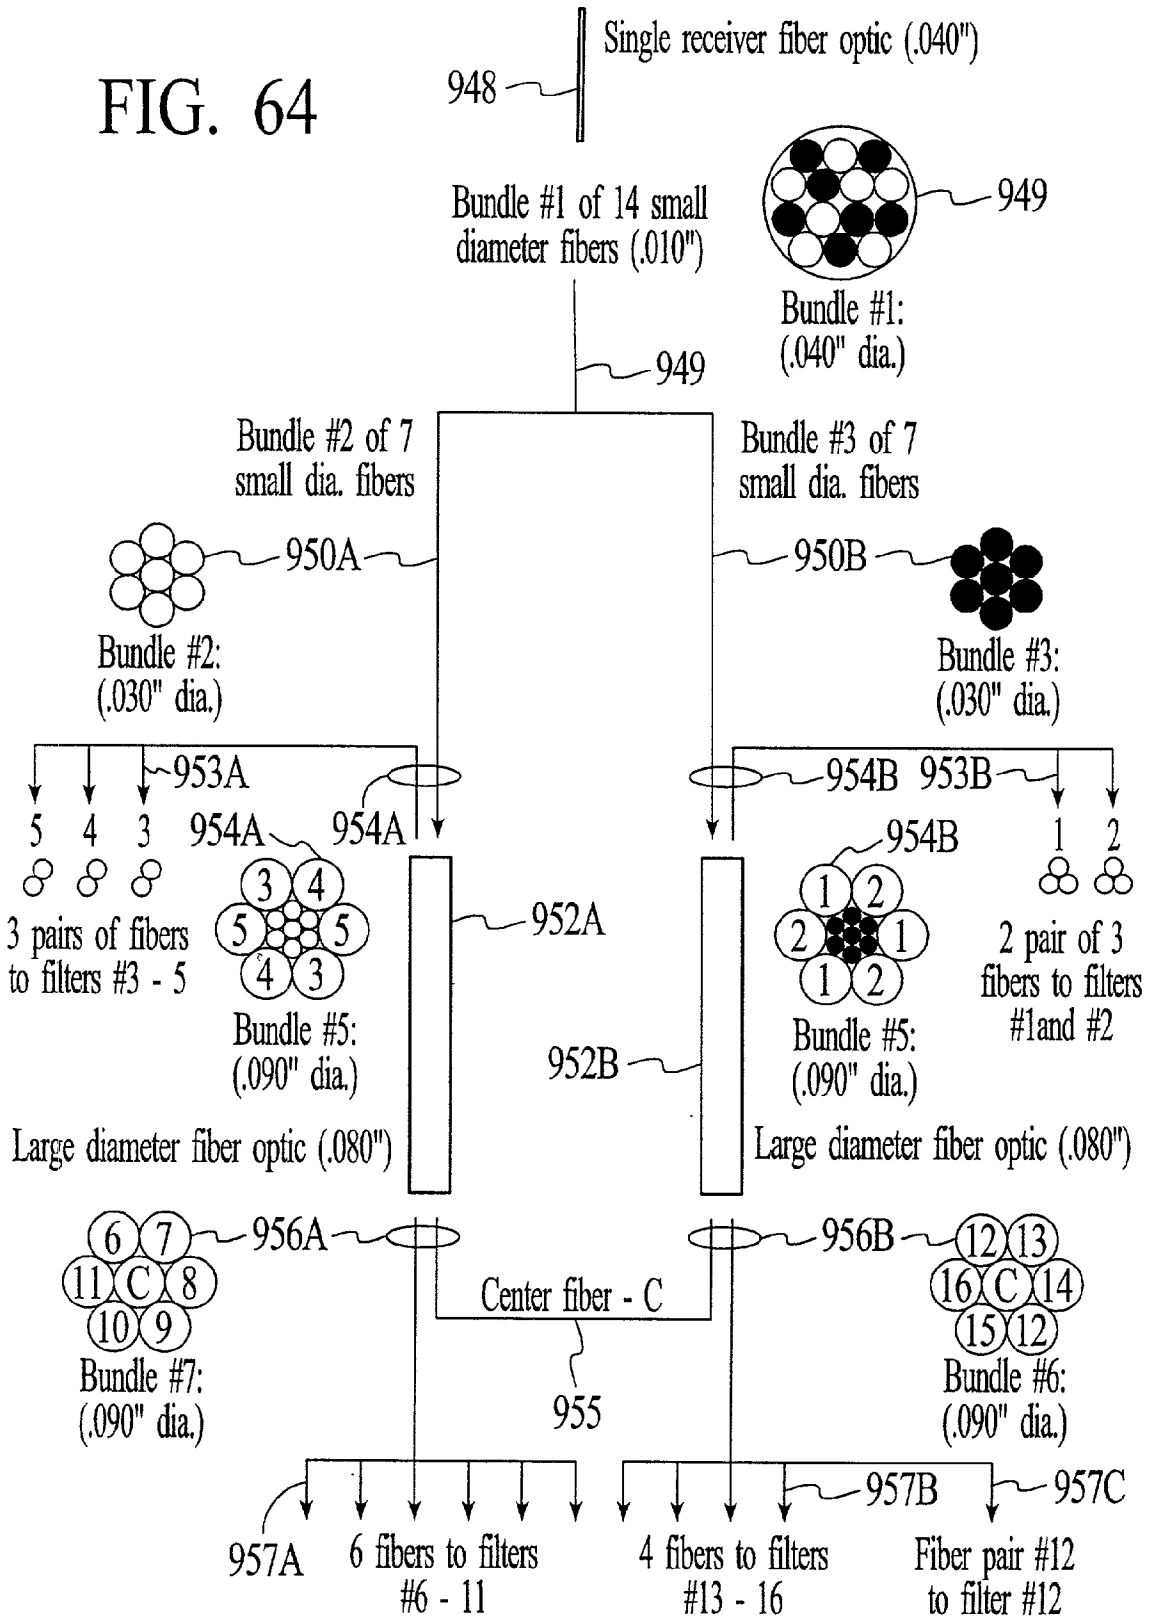 FIG. 64
Single receiver fiber optic (.040")
948
Bundle #1 of 14 small
diameter fibers (.010")
949
Bundle #1:
(.040" dia.)
949
Bundle #2 of 7
small dia. fibers
Bundle #3 of 7
small dia. fibers
950A
950B
Bundle #2:
(.030" dia.)
Bundle #3:
(.030" dia.)
953A
954B
953B
5
4
3
954A
954A
954B
1
2
3
4
5
5
4
3
1
2
2
1
1
2
952A
3 pairs of fibers
to filters #3 - 5
2 pair of 3
fibers to filters
#1and #2
Bundle #5:
(.090" dia.)
952B
Bundle #5:
(.090" dia.)
Large diameter fiber optic (.080")
Large diameter fiber optic (.080")
6
7
11
C
8
10
9
956A
956B
12
13
16
C
14
15
12
Center fiber - C
Bundle #7:
(.090" dia.)
955
Bundle #6:
(.090" dia.)
957A
957B
957C
6 fibers to filters
#6 - 11
4 fibers to filters
#13 - 16
Fiber pair #12
to filter #12